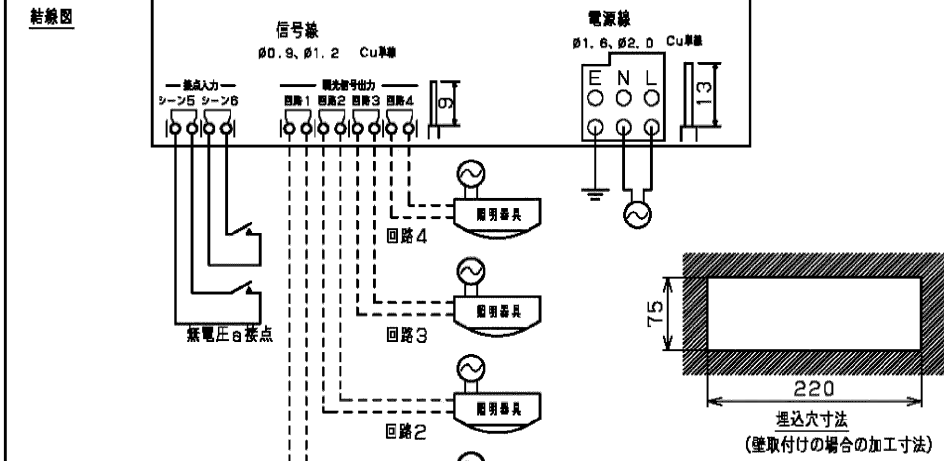 結線図
信号線
Ø0.9、Ø1.2 Cu単線
電源線
Ø1.6、Ø2.0 Cu単線
接点入力
調光信号出力
シーン5 シーン6
回路1 回路2 回路3 回路4
9
E N L
13
照明器具
回路4
照明器具
回路3
無電圧a接点
照明器具
回路2
75
220
埋込穴寸法
(壁取付けの場合の加工寸法)